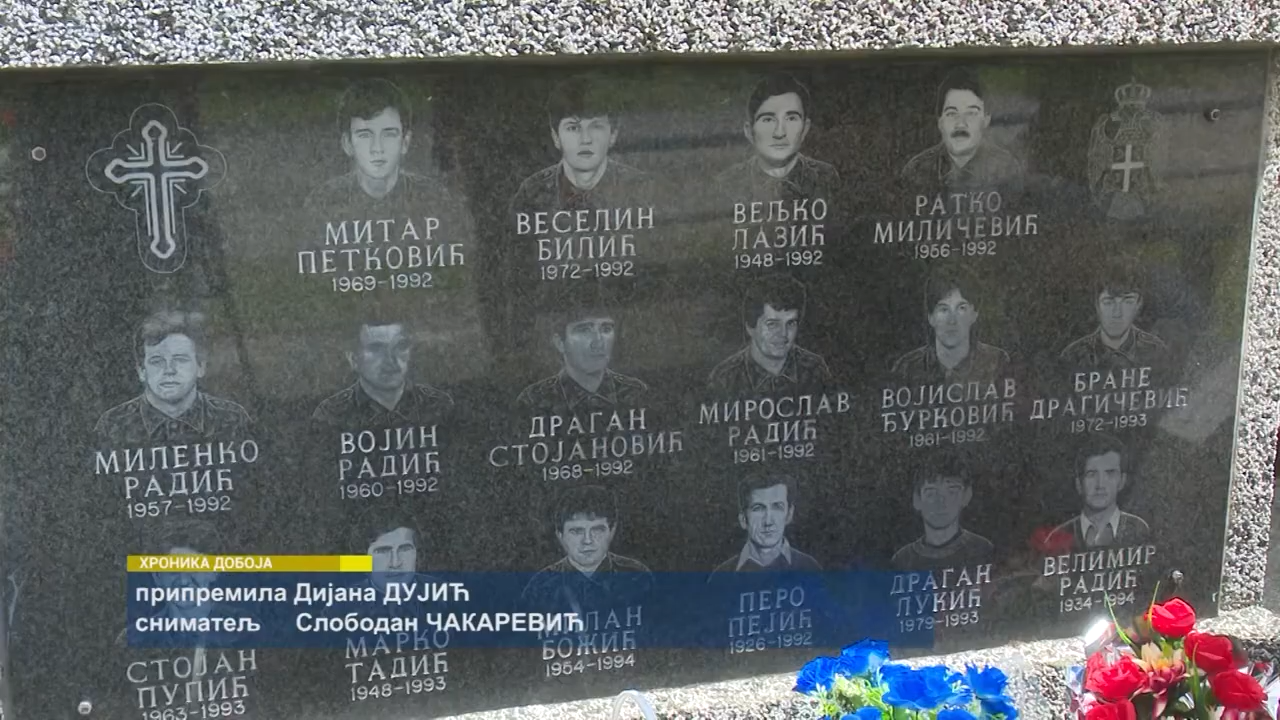 МИТАР
ПЕТКОВИЋ
1969-1992
ВЕСЕЛИН
БИЛИЋ
1972-1992
ВЕЉКО
ЛАЗИЋ
1948-1992
РАТКО
МИЛИЧЕВИЋ
1956-1992
МИЛЕНКО
РАДИЋ
1957-1992
ВОЈИН
РАДИЋ
1960-1992
ДРАГАН
СТОЈАНОВИЋ
1968-1992
МИРОСЛАВ
РАДИЋ
1961-1992
ВОЈИСЛАВ
ЂУРКОВИЋ
1961-1992
БРАНЕ
ДРАГИЧЕВИЋ
1972-1993
СТОЈАН
ПУПИЋ
1963-1993
МАРКО
ТАДИЋ
1948-1993
БОЖИЋ
1954-1994
ПЕРО
ПЕЈИЋ
1926-1992
ДРАГАН
ЛУКИЋ
1979-1993
ВЕЛИМИР
РАДИЋ
1934-1994
ХРОНИКА ДОБОЈА
припремила Дијана ДУЈИЋ
сниматељ Слободан ЧАКАРЕВИЋ